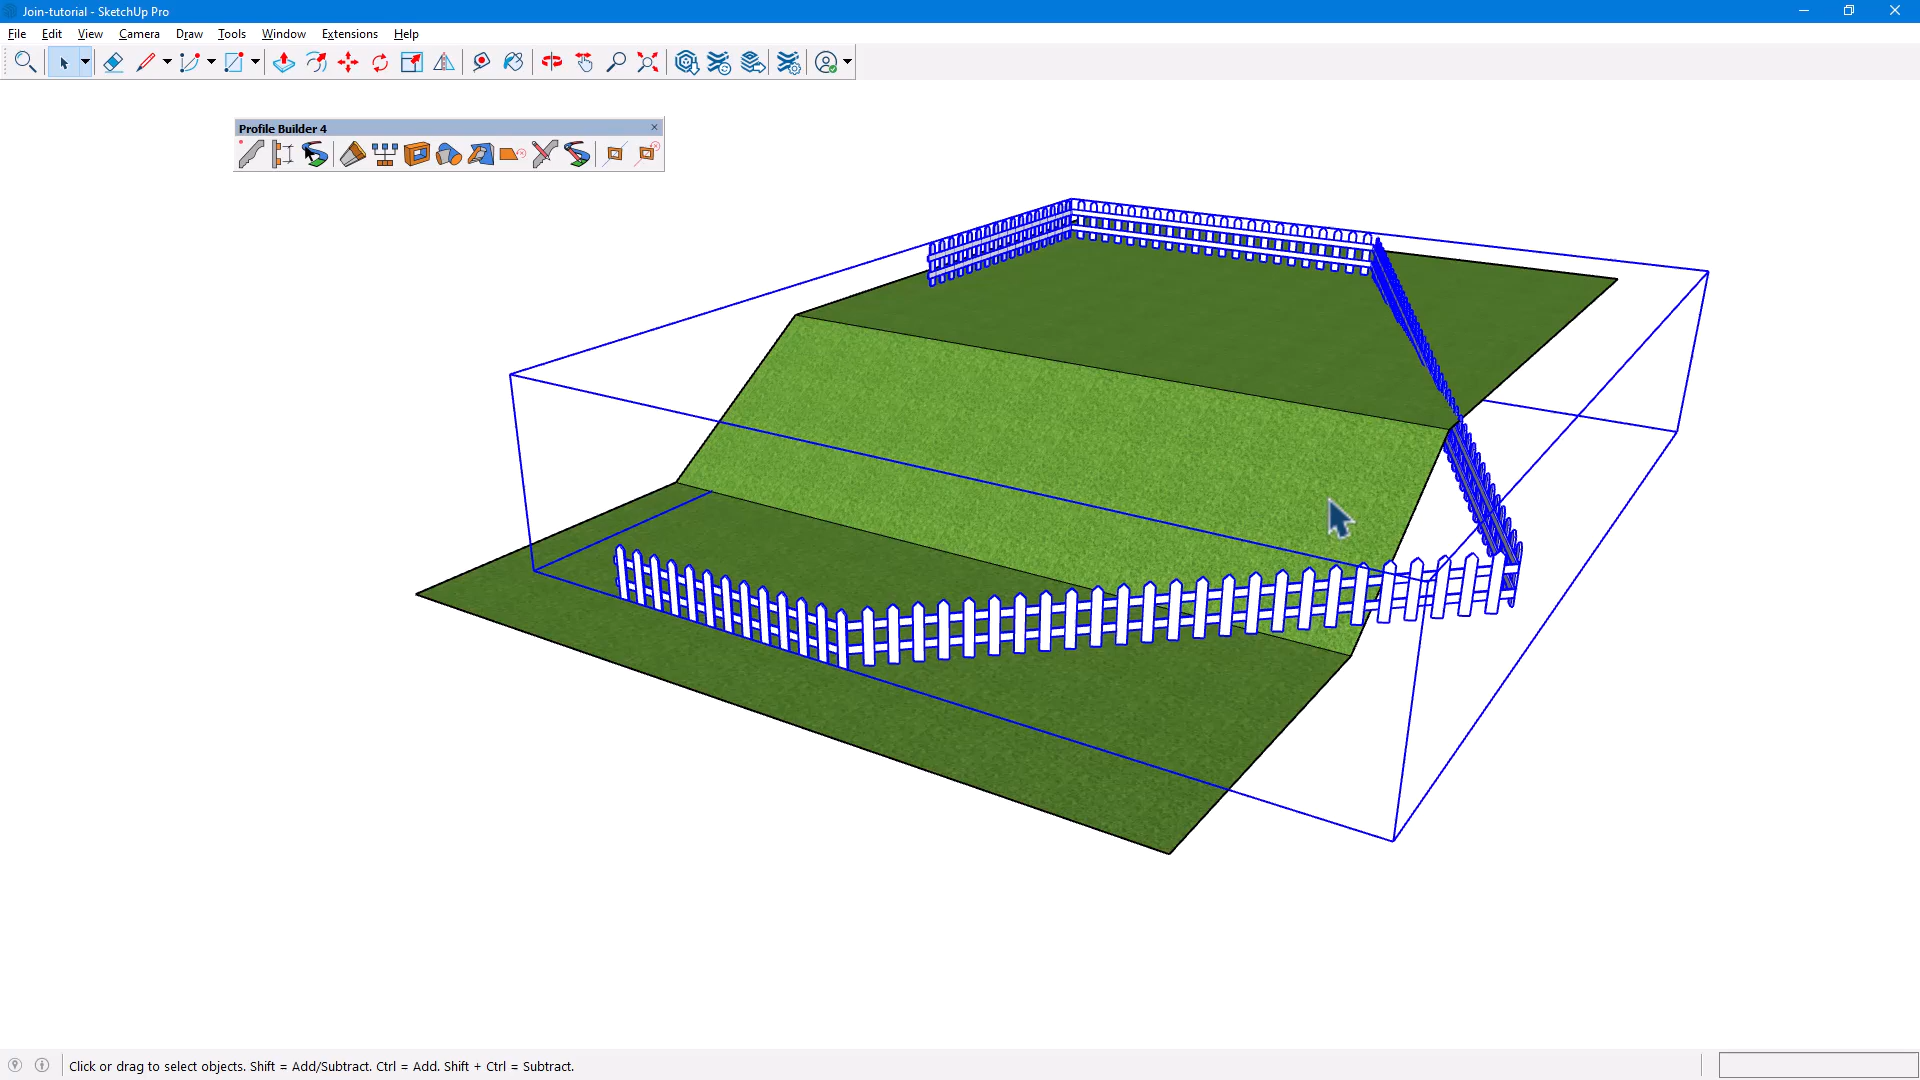 Join-tutorial - SketchUp Pro
File Edit View Camera Draw Tools Window Extensions Help
Profile Builder 4
Click or drag to select objects. Shift = Add/Subtract. Ctrl = Add. Shift + Ctrl = Subtract.